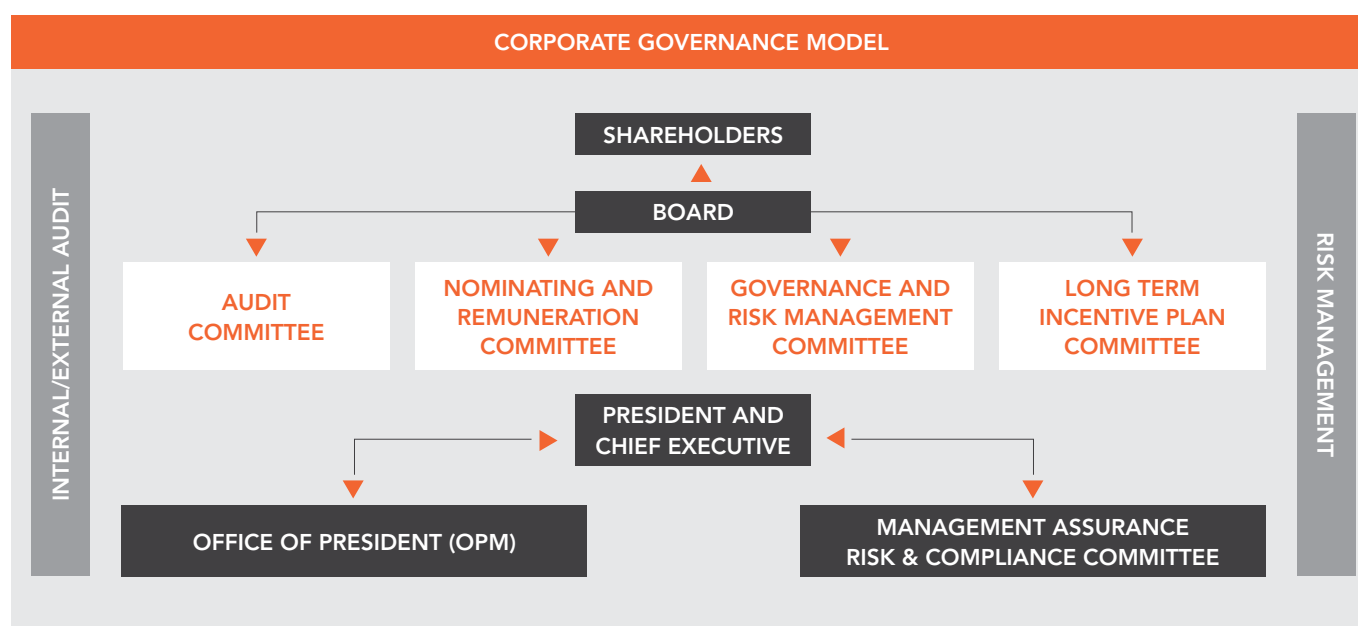 CORPORATE GOVERNANCE MODEL
INTERNAL/EXTERNAL AUDIT
SHAREHOLDERS
BOARD
AUDIT
COMMITTEE
NOMINATING AND
REMUNERATION
COMMITTEE
GOVERNANCE AND
RISK MANAGEMENT
COMMITTEE
LONG TERM
INCENTIVE PLAN
COMMITTEE
PRESIDENT AND
CHIEF EXECUTIVE
OFFICE OF PRESIDENT (OPM)
MANAGEMENT ASSURANCE
RISK & COMPLIANCE COMMITTEE
RISK MANAGEMENT